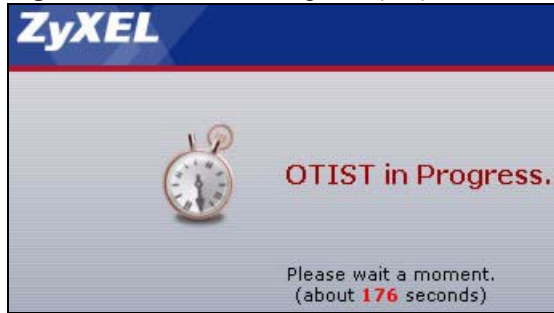 ZyXEL
OTIST in Progress.
Please wait a moment.
(about 176 seconds)